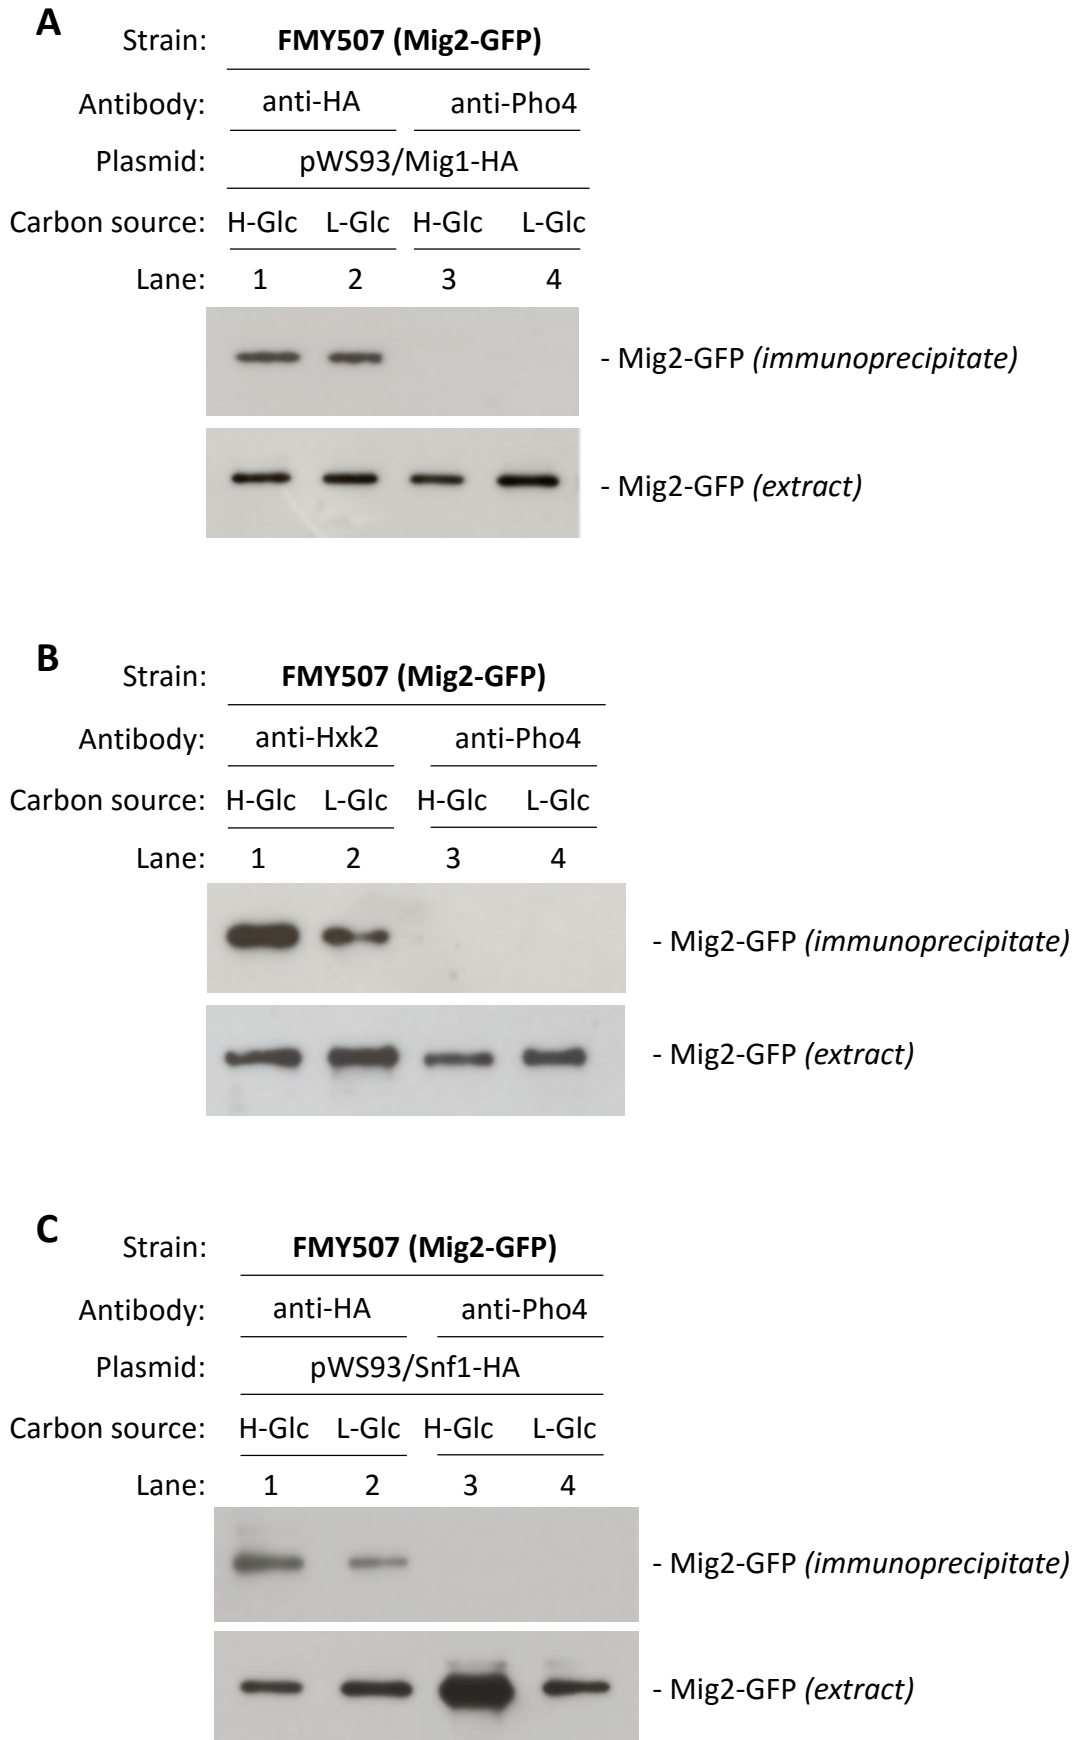 A
Strain: FMY507 (Mig2-GFP)
Antibody: anti-HA anti-Pho4
Plasmid: pWS93/Mig1-HA
Carbon source: H-Glc L-Glc H-Glc L-Glc
Lane: 1 2 3 4
- Mig2-GFP (immunoprecipitate)
- Mig2-GFP (extract)
B
Strain: FMY507 (Mig2-GFP)
Antibody: anti-Hxk2 anti-Pho4
Carbon source: H-Glc L-Glc H-Glc L-Glc
Lane: 1 2 3 4
- Mig2-GFP (immunoprecipitate)
- Mig2-GFP (extract)
C
Strain: FMY507 (Mig2-GFP)
Antibody: anti-HA anti-Pho4
Plasmid: pWS93/Snf1-HA
Carbon source: H-Glc L-Glc H-Glc L-Glc
Lane: 1 2 3 4
- Mig2-GFP (immunoprecipitate)
- Mig2-GFP (extract)